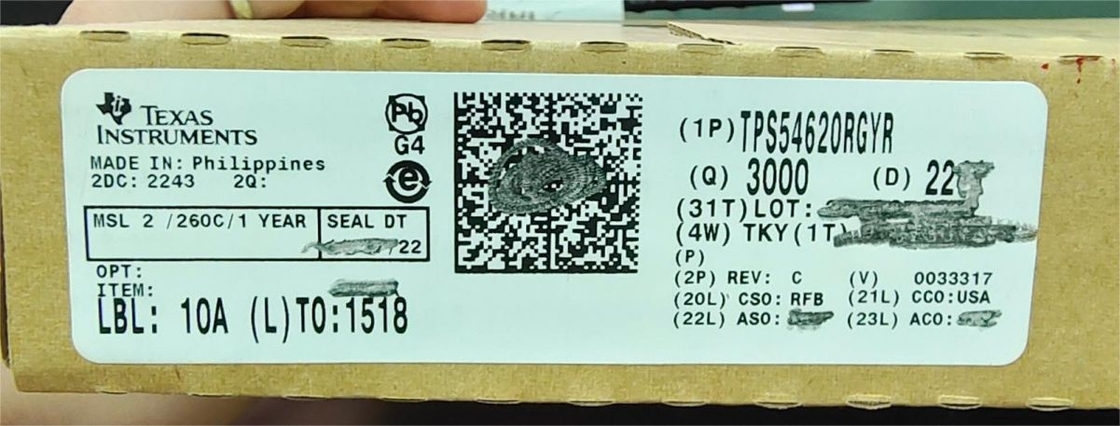 TEXAS
INSTRUMENTS
MADE IN: Philippines
2DC: 2243 2Q:
MSL 2 /260C/1 YEAR
SEAL DT
22
OPT:
ITEM:
LBL: 10A (L)TO:1518
Pb
G4
e
(1P) TPS54620RGYR
(Q) 3000 (D) 22
(31T)LOT:
(4W) TKY(1T)
(P)
(2P) REV: C (V) 0033317
(20L) CSO: RFB (21L) CCO:USA
(22L) ASO: (23L) ACO: